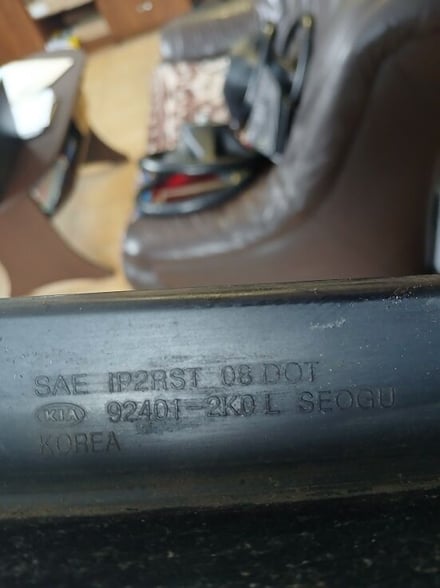 SAE IP2RST 08 DOT
KIA 92401-2K0 L SEOGU
KOREA